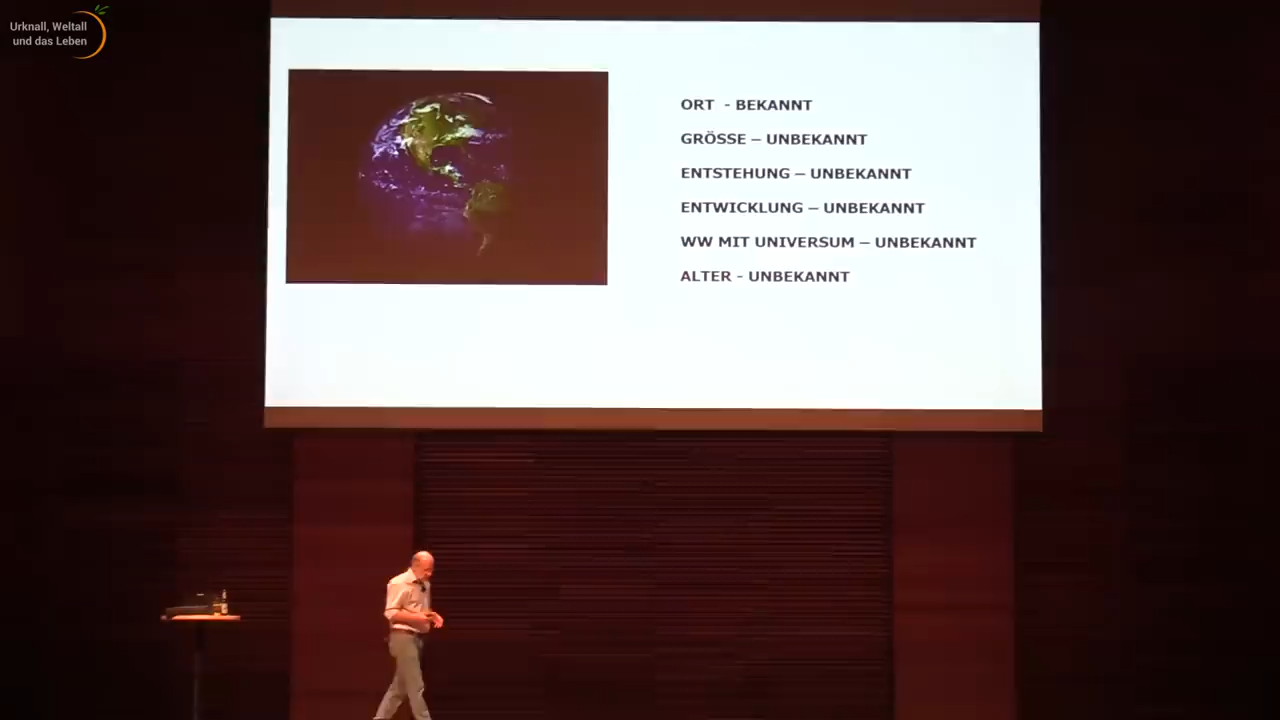 Urknall, Weltall
und das Leben
ORT - BEKANNT
GRÖSSE – UNBEKANNT
ENTSTEHUNG – UNBEKANNT
ENTWICKLUNG – UNBEKANNT
WW MIT UNIVERSUM – UNBEKANNT
ALTER - UNBEKANNT